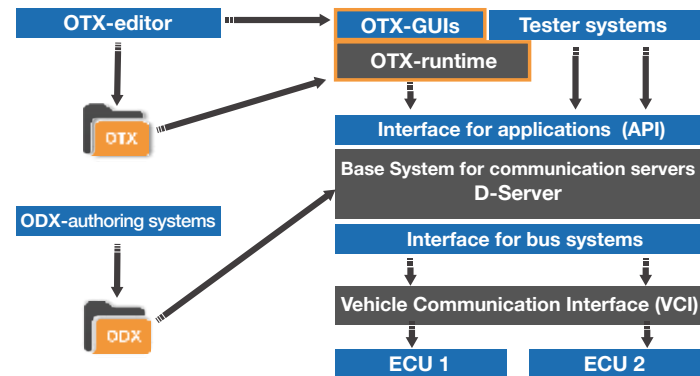 OTX-editor
OTX-GUIs
Tester systems
OTX-runtime
OTX
Interface for applications (API)
Base System for communication servers
D-Server
ODX-authoring systems
Interface for bus systems
ODX
Vehicle Communication Interface (VCI)
ECU 1
ECU 2